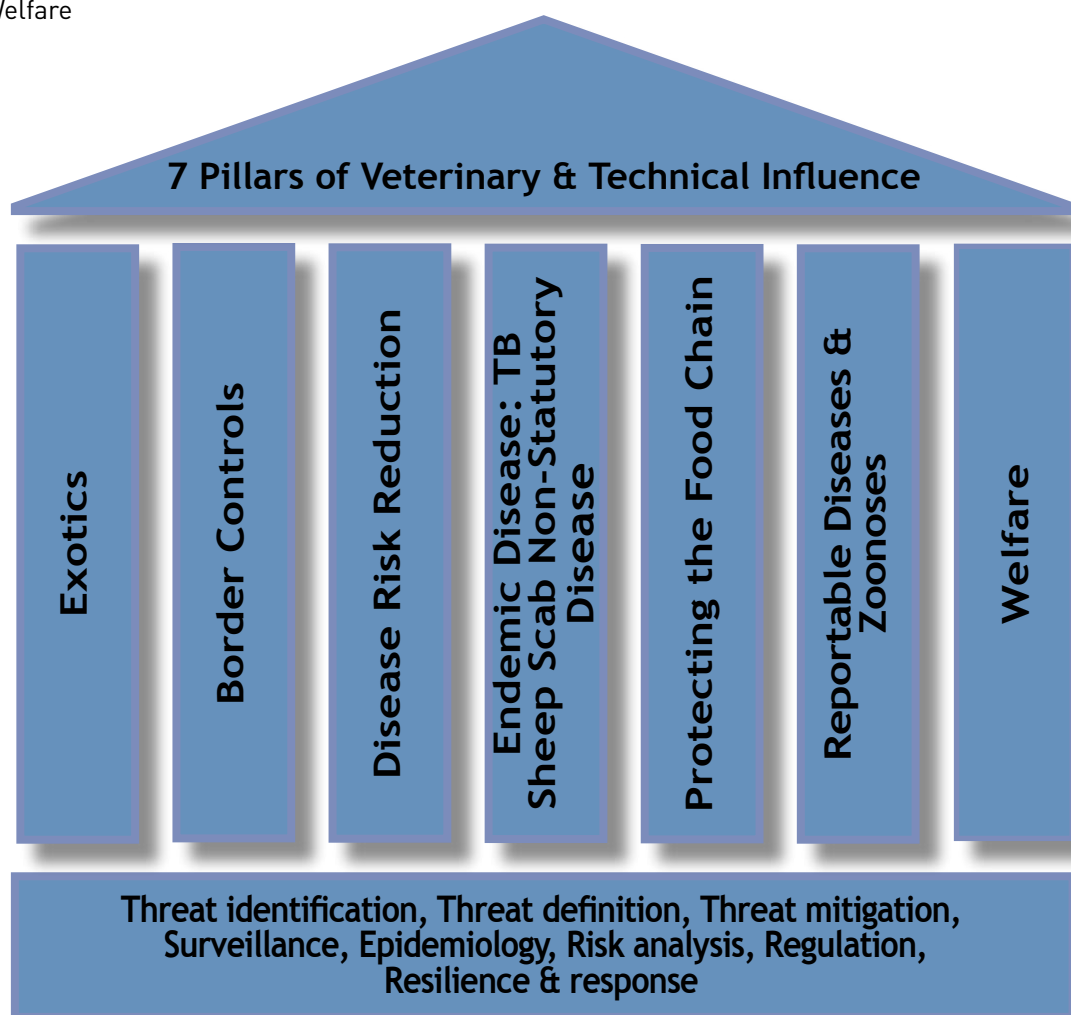 Welfare
7 Pillars of Veterinary & Technical Influence
Exotics
Border Controls
Disease Risk Reduction
Endemic Disease: TB
Sheep Scab Non-Statutory
Disease
Protecting the Food Chain
Reportable Diseases &
Zoonoses
Welfare
Threat identification, Threat definition, Threat mitigation,
Surveillance, Epidemiology, Risk analysis, Regulation,
Resilience & response